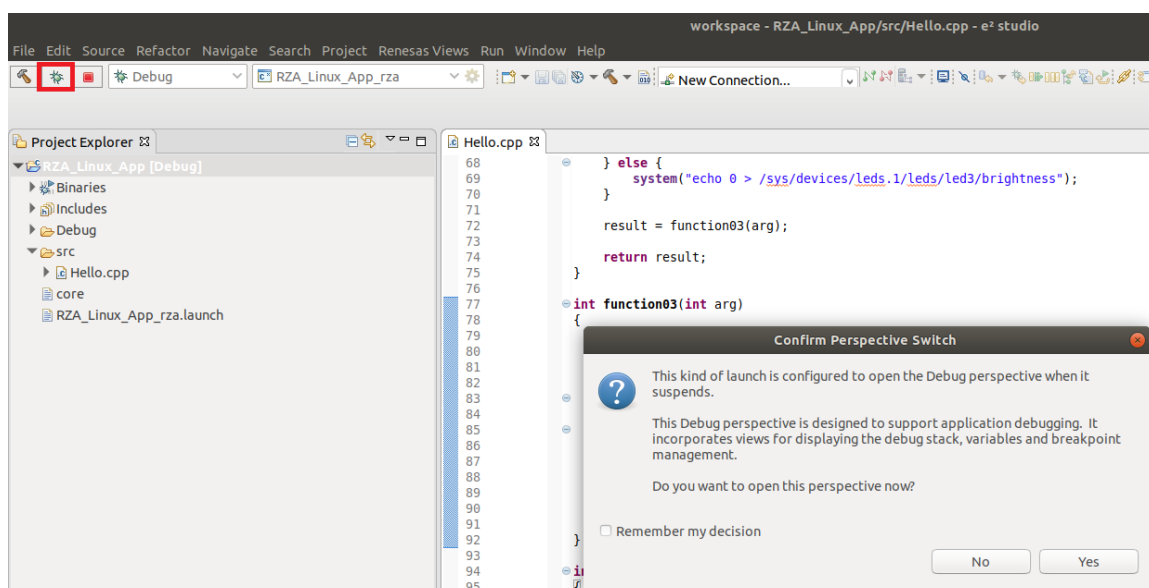 workspace - RZA_Linux_App/src/Hello.cpp - e² studio
File Edit Source Refactor Navigate Search Project Renesas Views Run Window Help
Debug RZA_Linux_App_rza New Connection...
Project Explorer
RZA_Linux_App [Debug]
Binaries
Includes
Debug
src
Hello.cpp
core
RZA_Linux_App_rza.launch
Hello.cpp
68 } else {
69 system("echo 0 > /sys/devices/leds.1/leds/led3/brightness");
70 }
71
72 result = function03(arg);
73
74 return result;
75 }
76
77 int function03(int arg)
78 {
79
80
81
82
83
84
85
86
87
88
89
90
91
92 }
93
94 in
95 {
Confirm Perspective Switch
This kind of launch is configured to open the Debug perspective when it
suspends.
This Debug perspective is designed to support application debugging. It
incorporates views for displaying the debug stack, variables and breakpoint
management.
Do you want to open this perspective now?
Remember my decision
No Yes